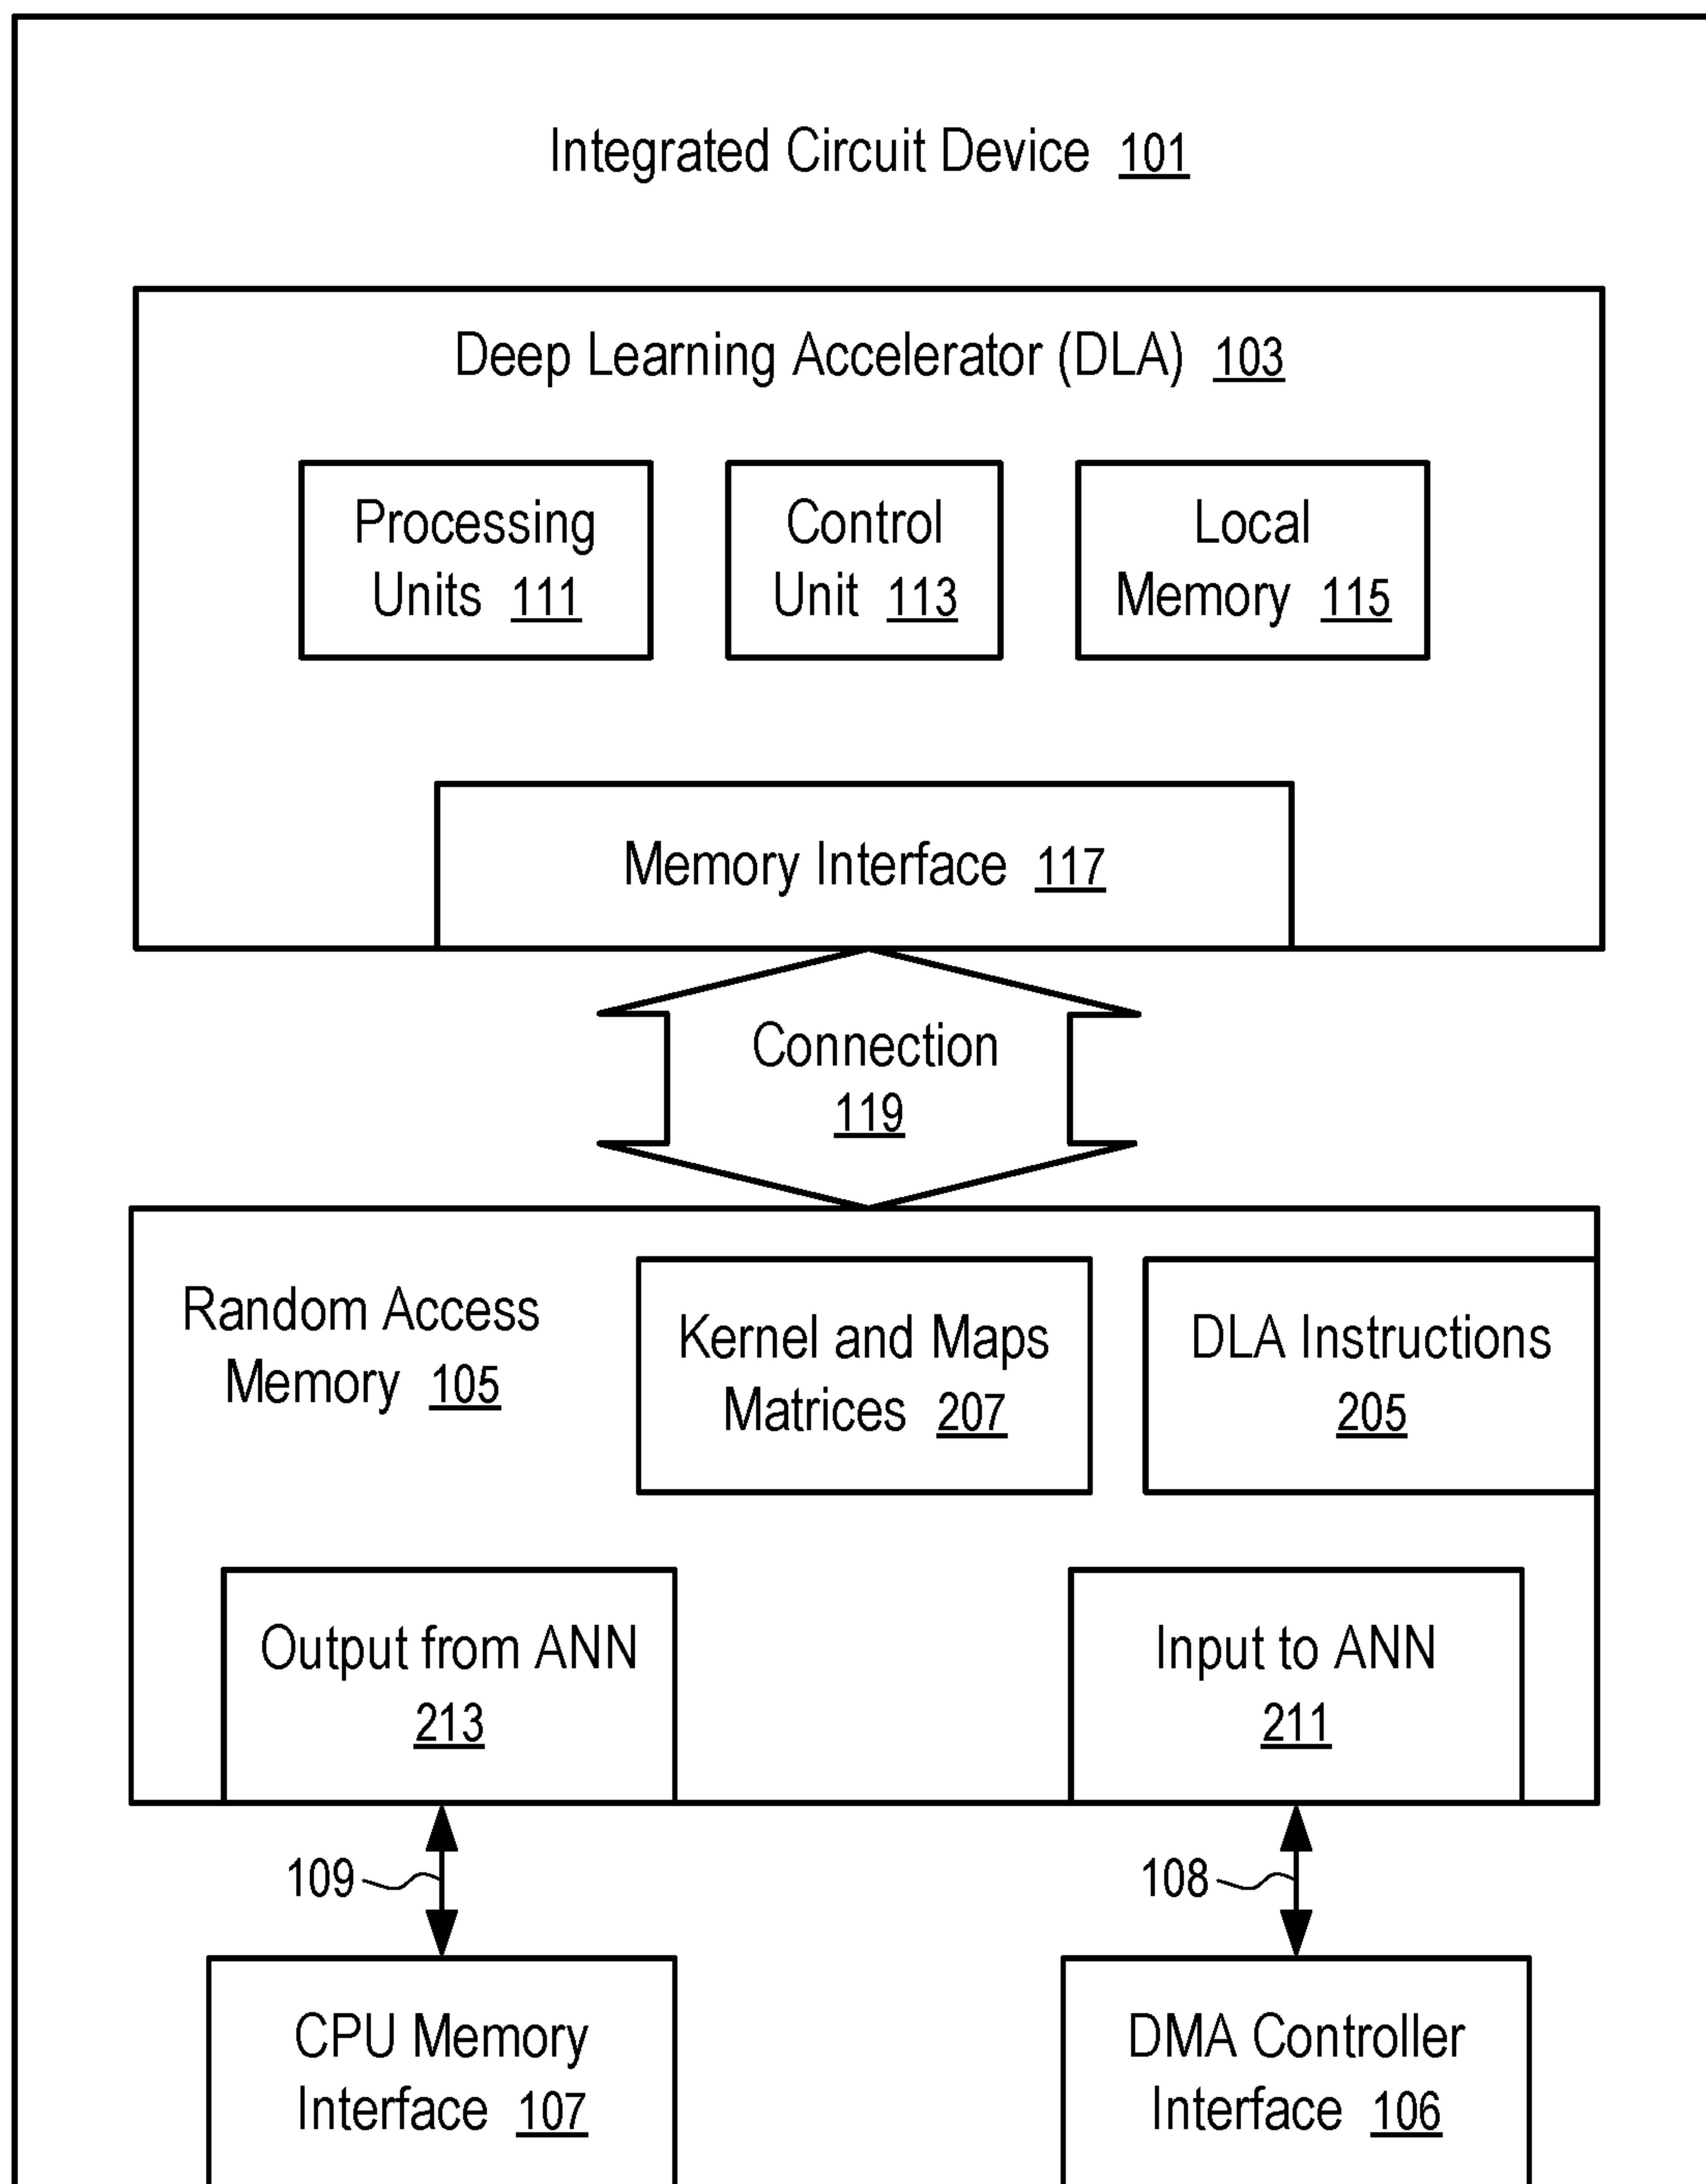 Integrated Circuit Device 101
Deep Learning Accelerator (DLA) 103
Processing
Units 111
Control
Unit 113
Local
Memory 115
Memory Interface 117
Connection
119
Random Access
Memory 105
Kernel and Maps
Matrices 207
DLA Instructions
205
Output from ANN
213
Input to ANN
211
109
108
CPU Memory
Interface 107
DMA Controller
Interface 106